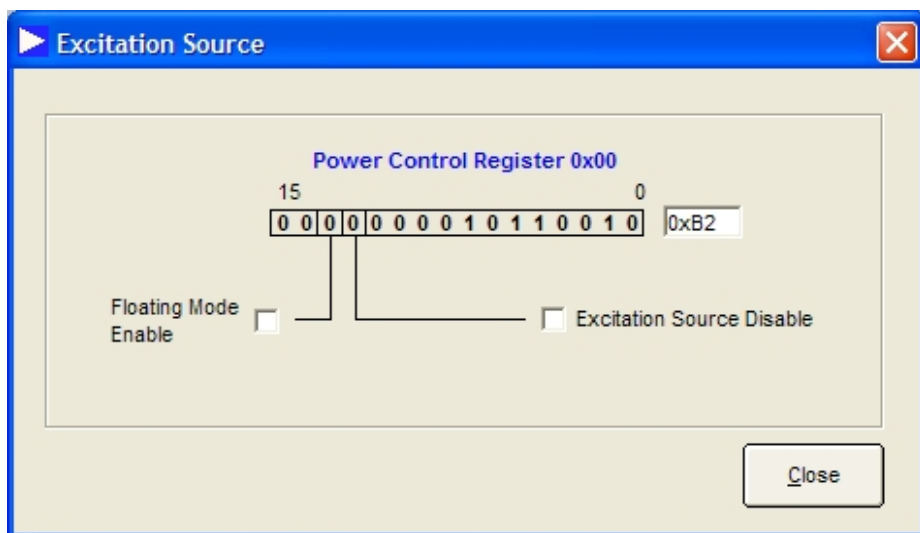 Excitation Source
Power Control Register 0x00
15 0
0 0 0 0 0 0 0 0 1 0 1 1 0 0 1 0 0xB2
Floating Mode
Enable
Excitation Source Disable
Close